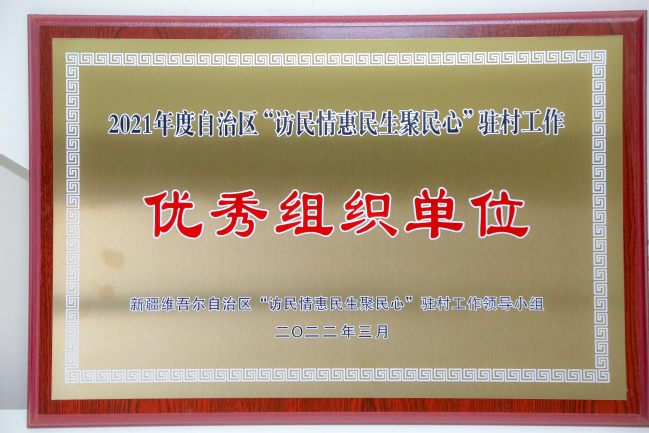 2021年度自治区“访民情惠民生聚民心”驻村工作
优秀组织单位
新疆维吾尔自治区“访民情惠民生聚民心”驻村工作领导小组
二〇二二年三月